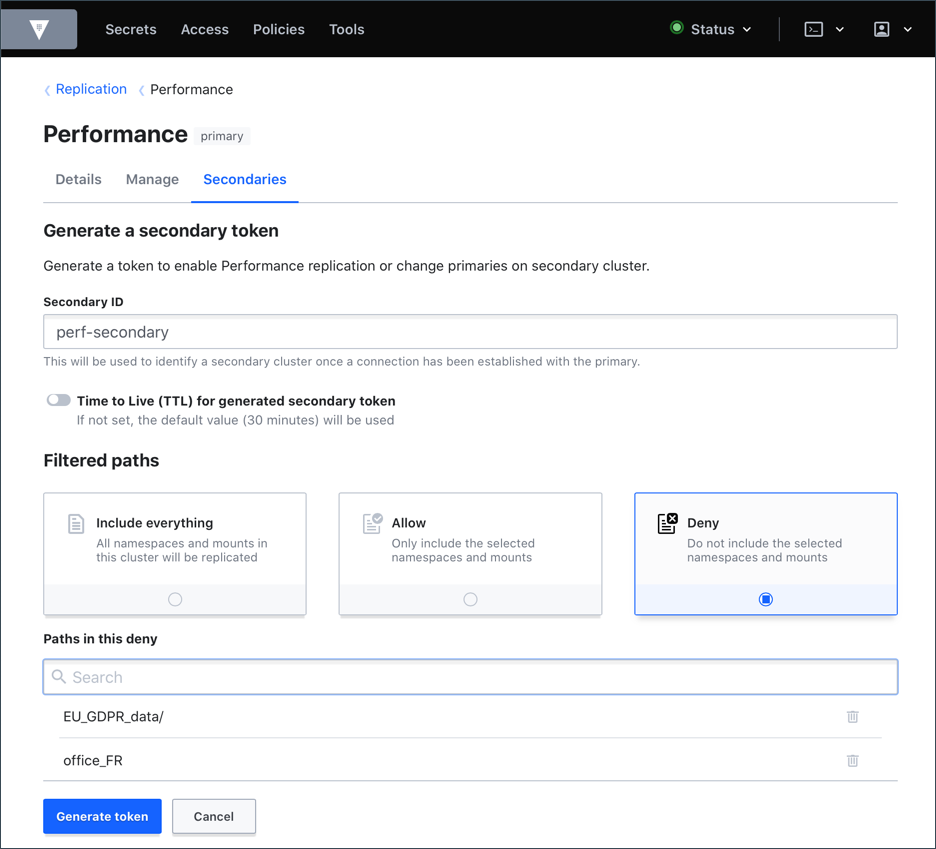 Secrets Access Policies Tools Status
Replication Performance
Performance primary
Details Manage Secondaries
Generate a secondary token
Generate a token to enable Performance replication or change primaries on secondary cluster.
Secondary ID
perf-secondary
This will be used to identify a secondary cluster once a connection has been established with the primary.
Time to Live (TTL) for generated secondary token
If not set, the default value (30 minutes) will be used
Filtered paths
Include everything
All namespaces and mounts in
this cluster will be replicated
Allow
Only include the selected
namespaces and mounts
Deny
Do not include the selected
namespaces and mounts
Paths in this deny
Search
EU_GDPR_data/
office_FR
Generate token Cancel